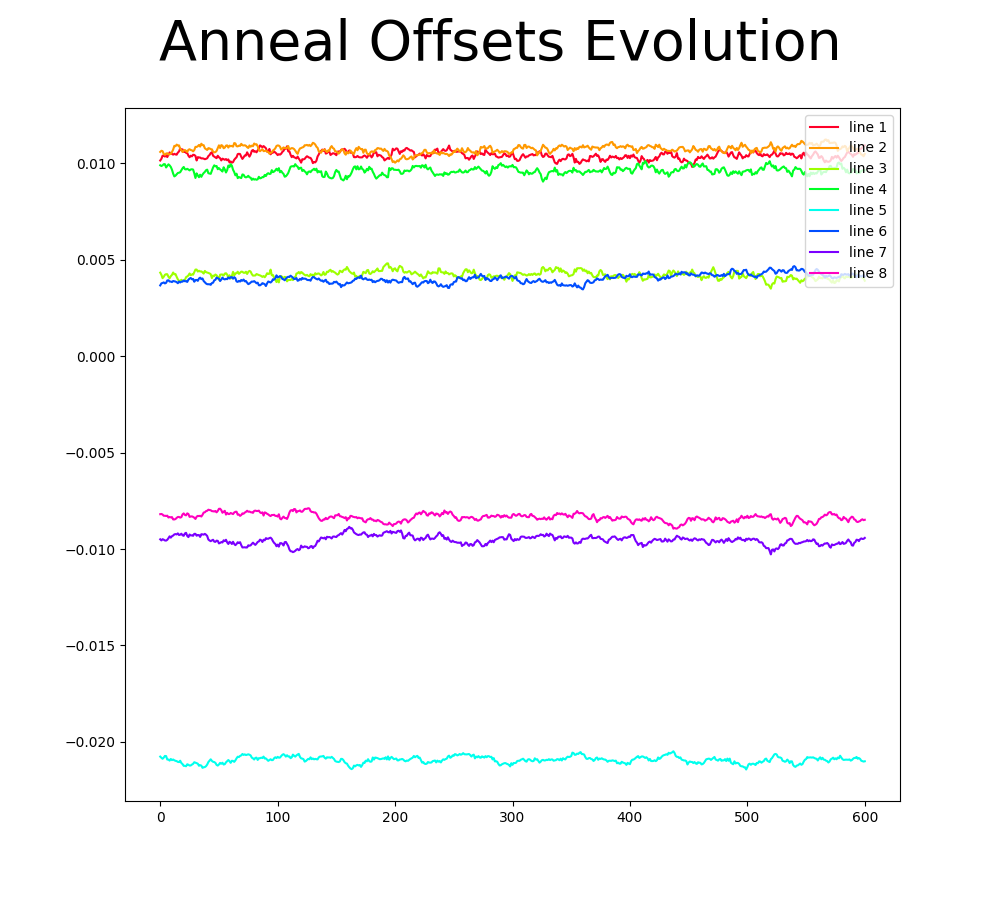 Anneal Offsets Evolution
line 1
line 2
line 3
line 4
line 5
line 6
line 7
line 8
0.010
0.005
0.000
−0.005
−0.010
−0.015
−0.020
0 100 200 300 400 500 600